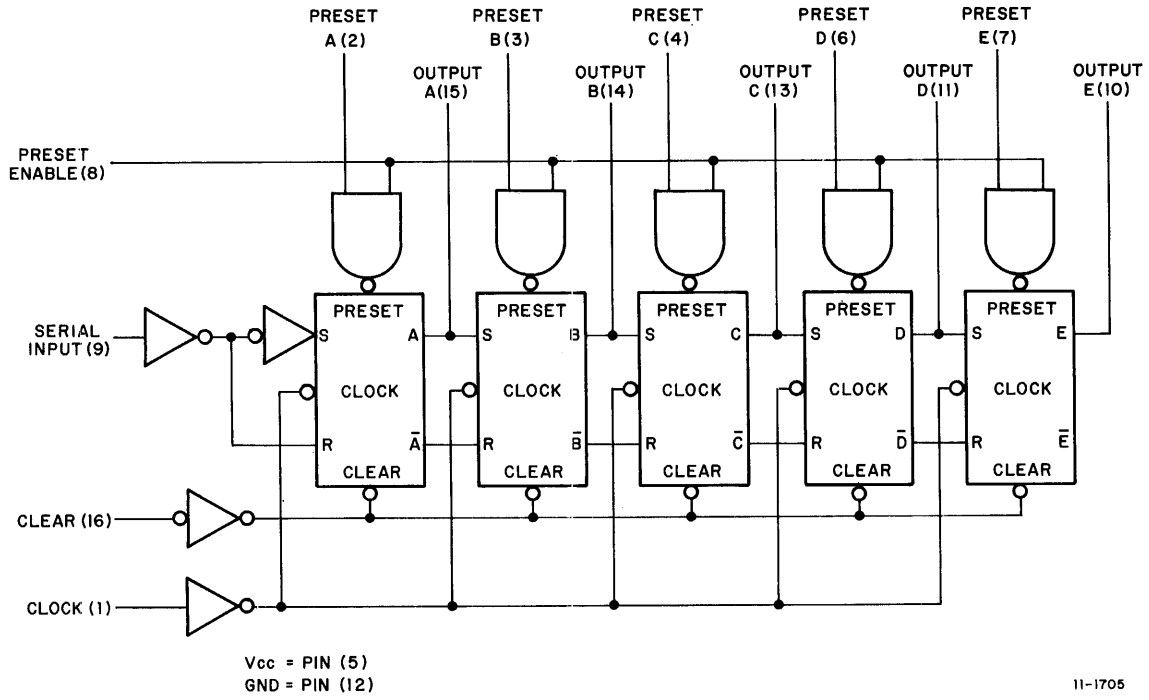 PRESET
A(2)
PRESET
B(3)
PRESET
C(4)
PRESET
D(6)
PRESET
E(7)
OUTPUT
A(15)
OUTPUT
B(14)
OUTPUT
C(13)
OUTPUT
D(11)
OUTPUT
E(10)
PRESET
ENABLE(8)
SERIAL
INPUT(9)
PRESET
S A
CLOCK
R A̅
CLEAR
PRESET
S B
CLOCK
R B̅
CLEAR
PRESET
S C
CLOCK
R C̅
CLEAR
PRESET
S D
CLOCK
R D̅
CLEAR
PRESET
S E
CLOCK
R E̅
CLEAR
CLEAR (16)
CLOCK (1)
Vcc = PIN (5)
GND = PIN (12)
11-1705